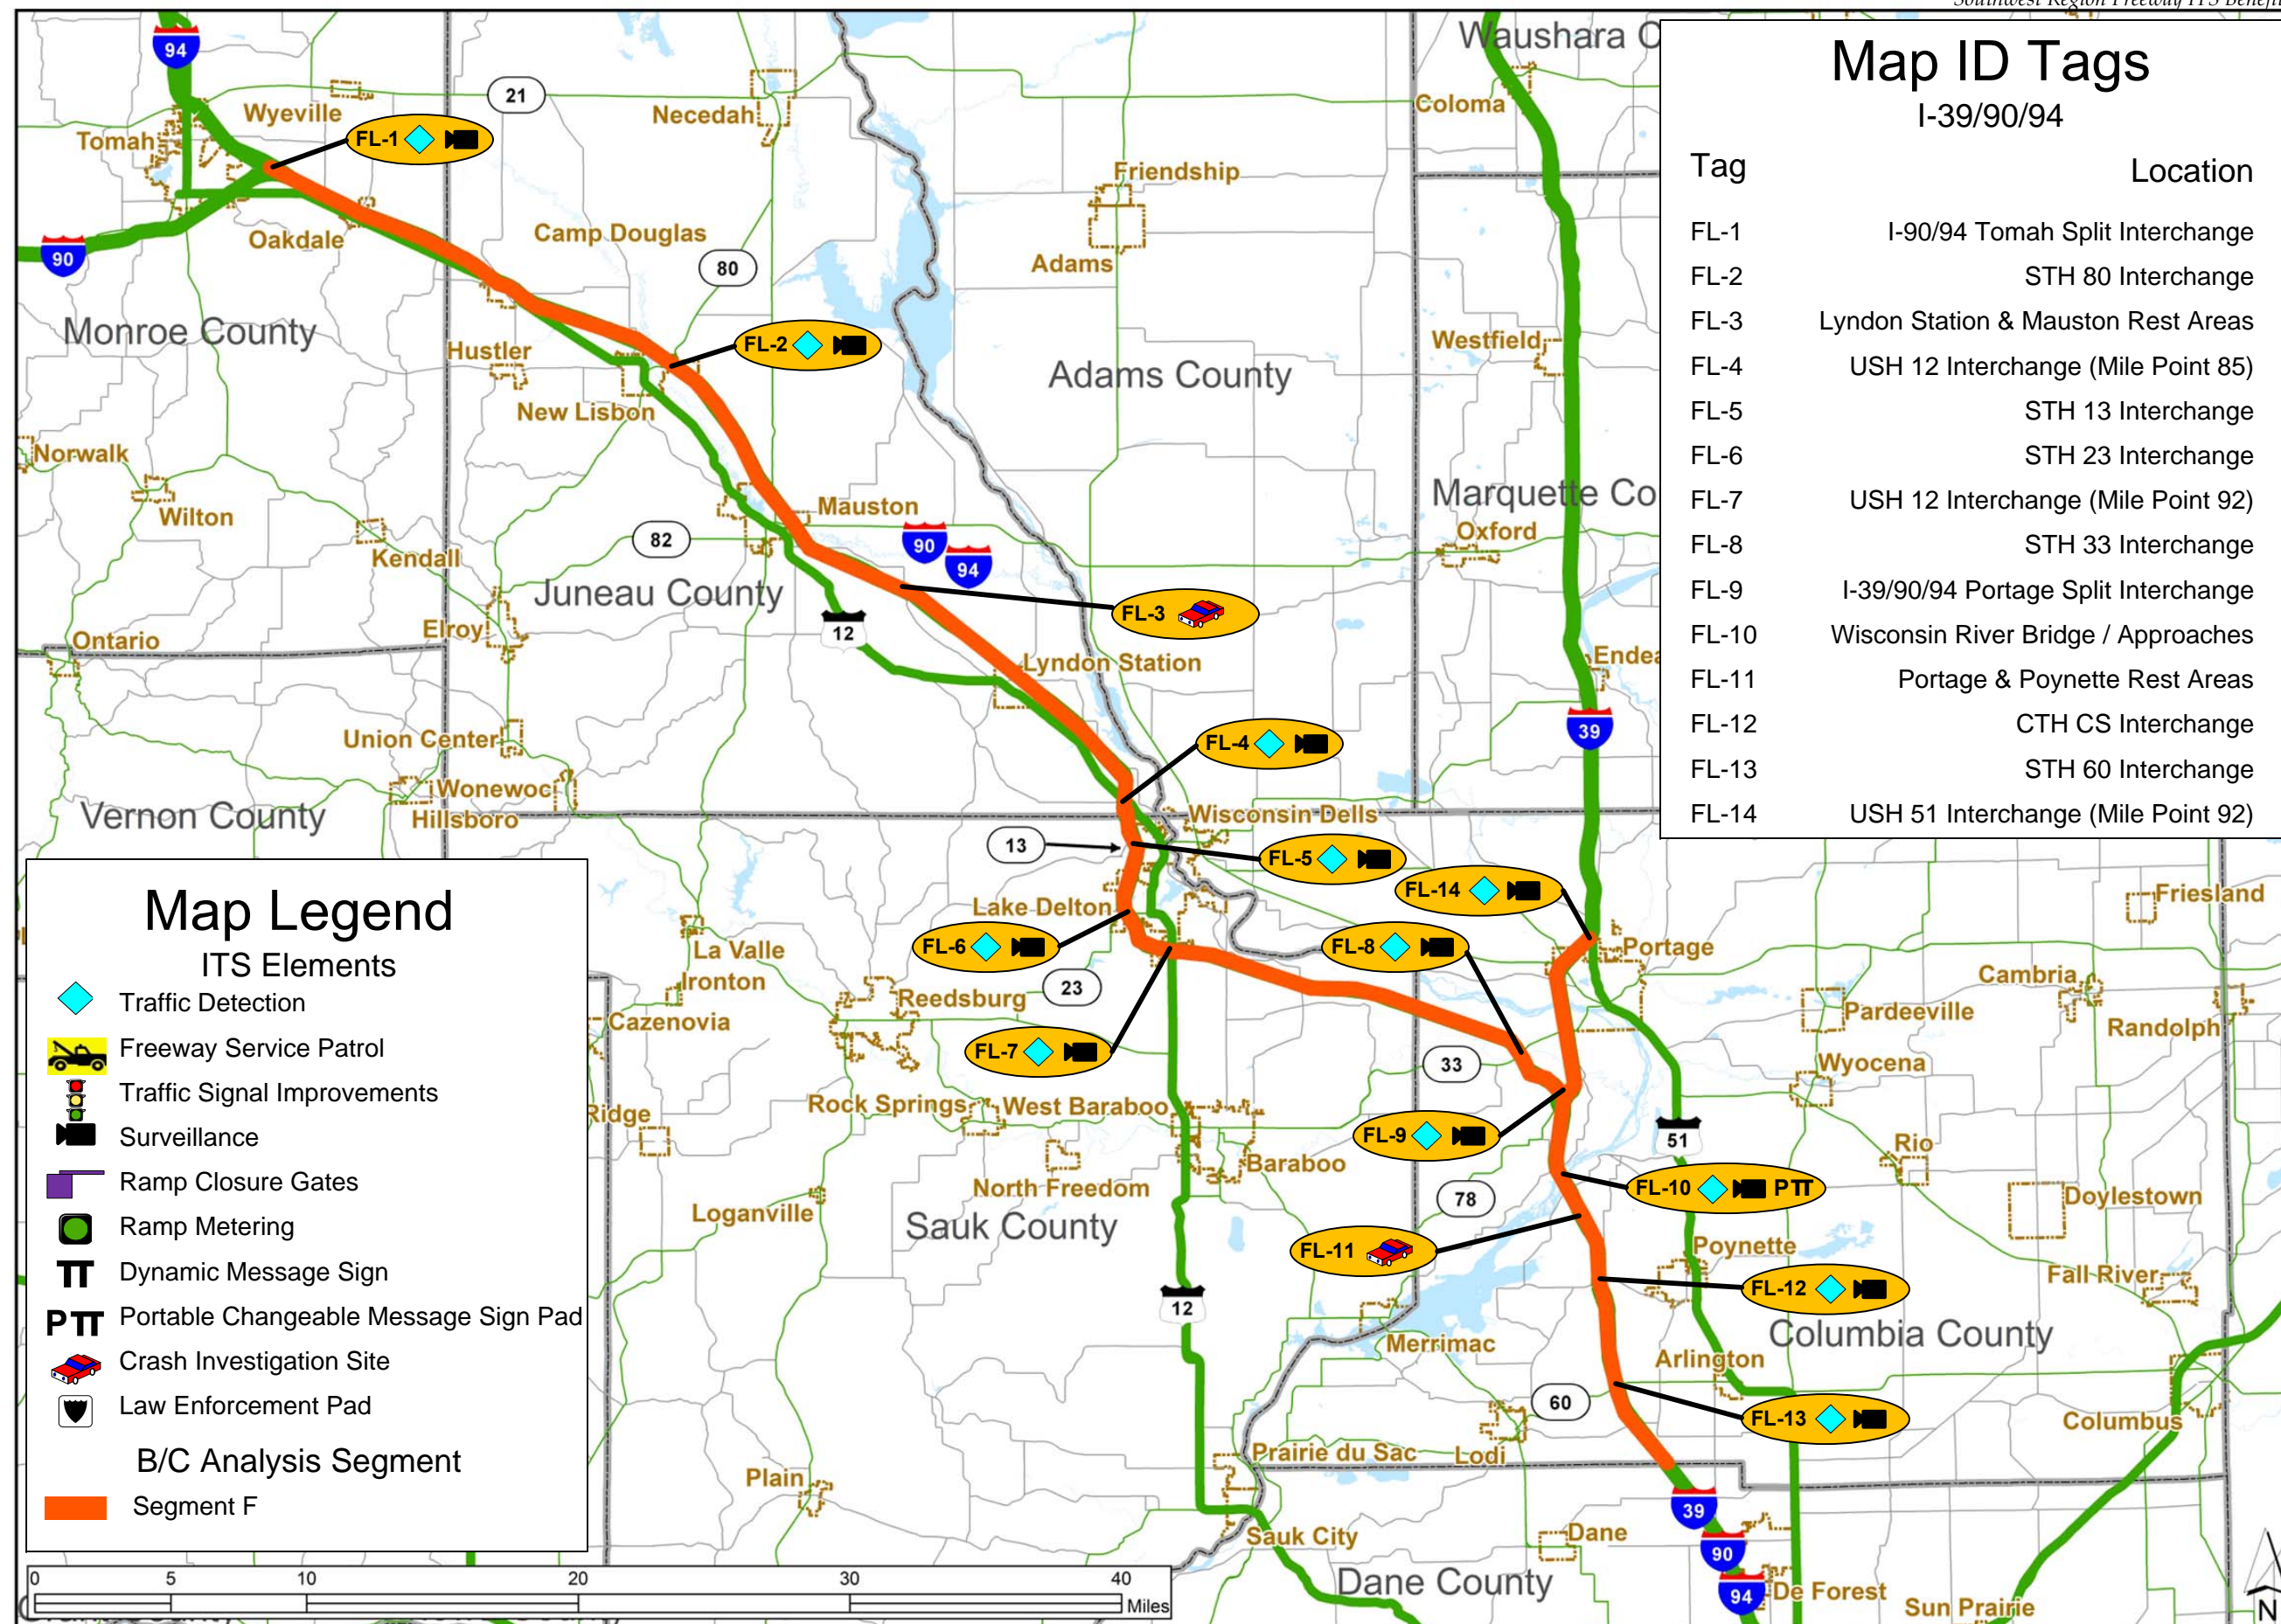 Southwest Region Freeway ITS Benefit
Map ID Tags
I-39/90/94
Tag Location
FL-1 I-90/94 Tomah Split Interchange
FL-2 STH 80 Interchange
FL-3 Lyndon Station & Mauston Rest Areas
FL-4 USH 12 Interchange (Mile Point 85)
FL-5 STH 13 Interchange
FL-6 STH 23 Interchange
FL-7 USH 12 Interchange (Mile Point 92)
FL-8 STH 33 Interchange
FL-9 I-39/90/94 Portage Split Interchange
FL-10 Wisconsin River Bridge / Approaches
FL-11 Portage & Poynette Rest Areas
FL-12 CTH CS Interchange
FL-13 STH 60 Interchange
FL-14 USH 51 Interchange (Mile Point 92)
Waushara C
94
Wyeville
21
Necedah
Coloma
Tomah
FL-1
Friendship
Oakdale
Camp Douglas
90
80
Adams
Monroe County
Hustler
FL-2
Westfield
Adams County
New Lisbon
Norwalk
Wilton
Mauston
Marquette Co
Oxford
82
90
94
Kendall
Juneau County
FL-3
Elroy
12
Ontario
Lyndon Station
Endea
39
Union Center
FL-4
Wonewoc
Vernon County
Hillsboro
Wisconsin Dells
13
FL-5
FL-14
Friesland
Lake Delton
FL-6
FL-8
Portage
La Valle
Ironton
23
Reedsburg
Cambria
Pardeeville
Randolph
Cazenovia
FL-7
33
Wyocena
Ridge
Rock Springs
West Baraboo
FL-9
51
Rio
Baraboo
North Freedom
78
FL-10 PTT
Doylestown
Loganville
Sauk County
FL-11
Poynette
Fall River
FL-12
12
Columbia County
Merrimac
Arlington
60
FL-13
Columbus
Prairie du Sac
Lodi
Plain
39
Sauk City
Dane
90
Dane County
94
De Forest
Sun Prairie
Map Legend
ITS Elements
Traffic Detection
Freeway Service Patrol
Traffic Signal Improvements
Surveillance
Ramp Closure Gates
Ramp Metering
TT Dynamic Message Sign
PTT Portable Changeable Message Sign Pad
Crash Investigation Site
Law Enforcement Pad
B/C Analysis Segment
Segment F
0 5 10 20 30 40
Miles
N